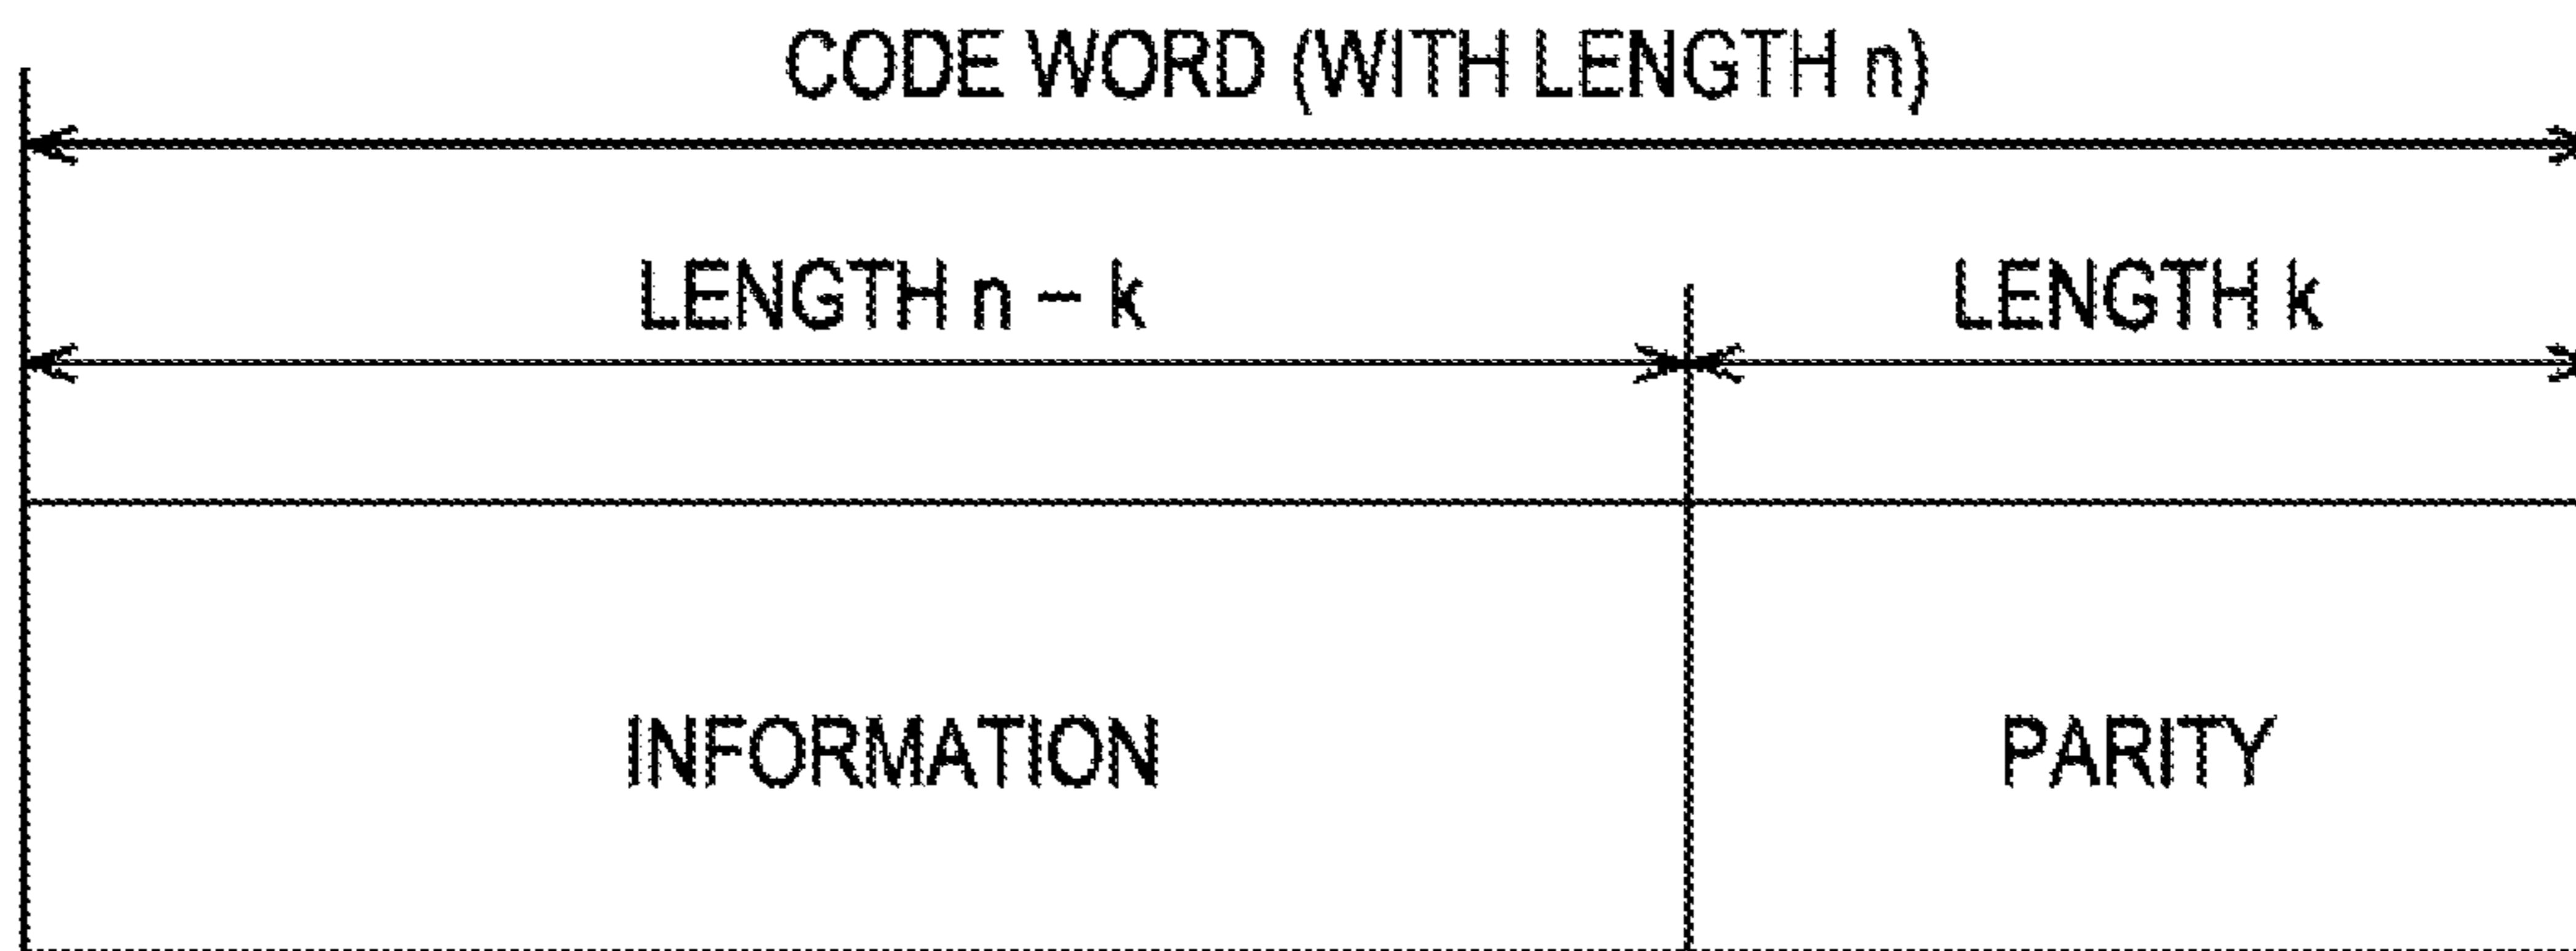 CODE WORD (WITH LENGTH n)
LENGTH n – k
LENGTH k
INFORMATION
PARITY